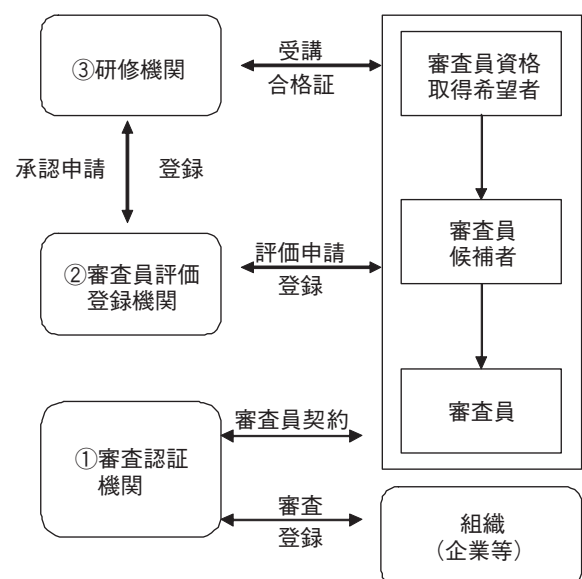 ③研修機関
受講
合格証
審査員資格
取得希望者
承認申請 登録
②審査員評価
登録機関
評価申請
登録
審査員
候補者
①審査認証
機関
審査員契約
審査員
審査
登録
組織
（企業等）